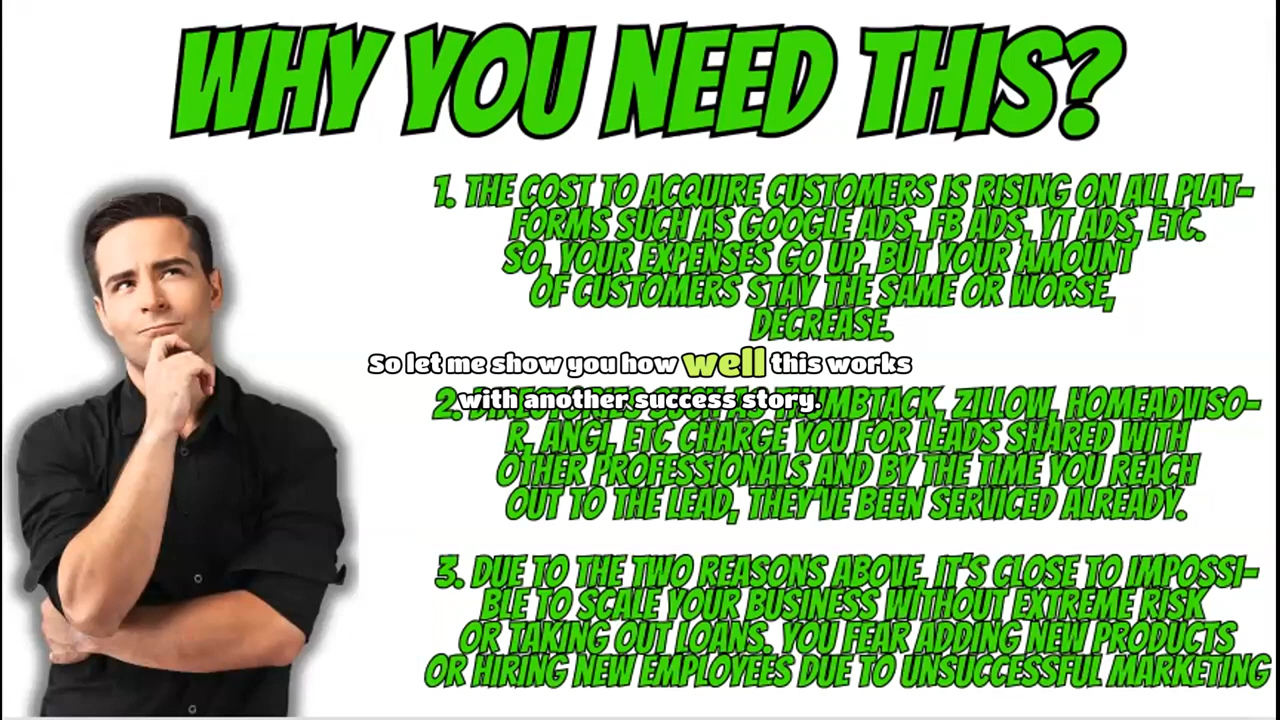 WHY YOU NEED THIS?
1. THE COST TO ACQUIRE CUSTOMERS IS RISING ON ALL PLAT-
FORMS SUCH AS GOOGLE ADS, FB ADS, YT ADS, ETC.
SO, YOUR EXPENSES GO UP, BUT YOUR AMOUNT
OF CUSTOMERS STAY THE SAME OR WORSE,
DECREASE.
So let me show you how well this works
with another success story.
2. DIRECTORIES SUCH AS THUMBTACK, ZILLOW, HOMEADVISO-
R, ANGI, ETC CHARGE YOU FOR LEADS SHARED WITH
OTHER PROFESSIONALS AND BY THE TIME YOU REACH
OUT TO THE LEAD, THEY'VE BEEN SERVICED ALREADY.
3. DUE TO THE TWO REASONS ABOVE, IT'S CLOSE TO IMPOSSI-
BLE TO SCALE YOUR BUSINESS WITHOUT EXTREME RISK
OR TAKING OUT LOANS. YOU FEAR ADDING NEW PRODUCTS
OR HIRING NEW EMPLOYEES DUE TO UNSUCCESSFUL MARKETING